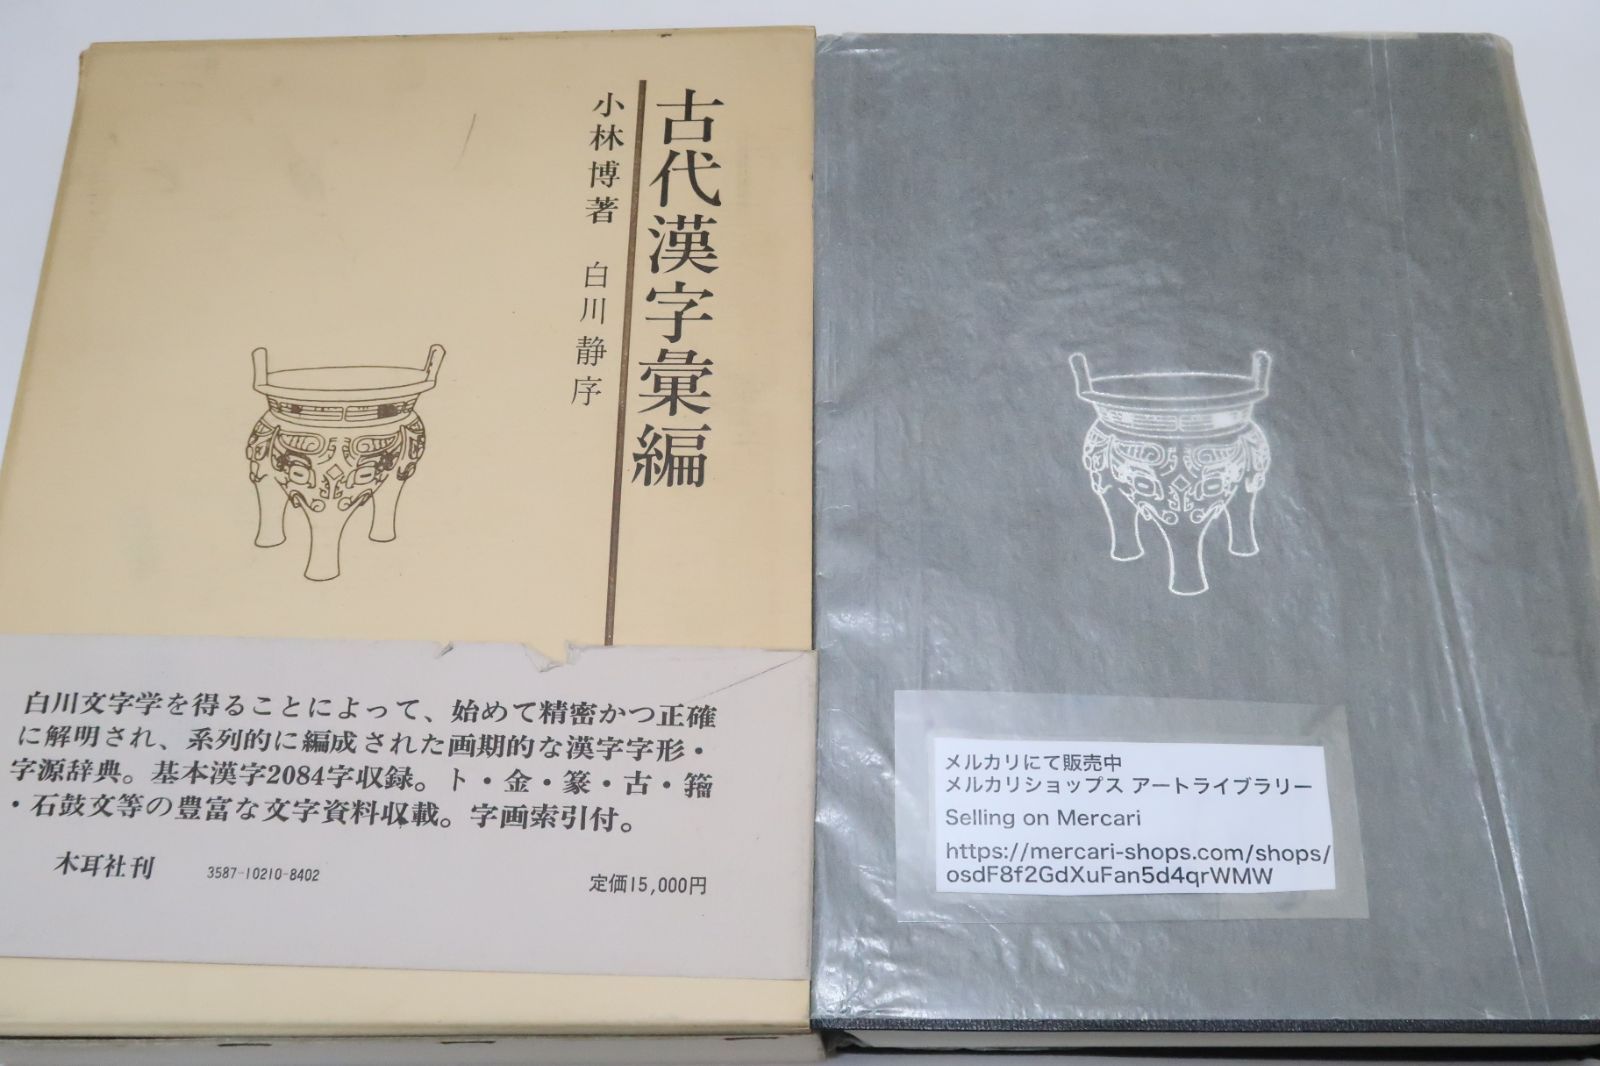 古代漢字彙編
小林博著 白川静序
白川文字学を得ることによって、始めて精密かつ正確
に解明され、系列的に編成された画期的な漢字字形・
字源辞典。基本漢字2084字収録。卜・金・篆・古・籀
・石鼓文等の豊富な文字資料収載。字画索引付。
木耳社刊 3587-10210-8402 定価15,000円
メルカリにて販売中
メルカリショップス アートライブラリー
Selling on Mercari
https://mercari-shops.com/shops/
osdF8f2GdXuFan5d4qrWMW